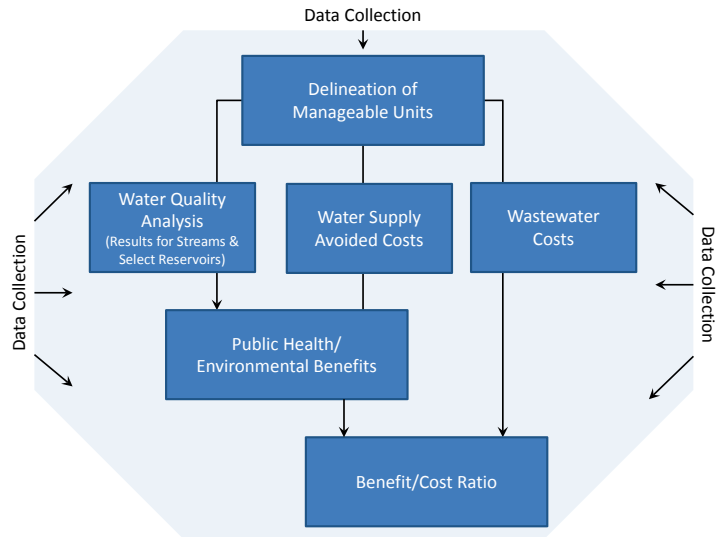 Data Collection
Delineation of
Manageable Units
Water Quality
Analysis
(Results for Streams &
Select Reservoirs)
Water Supply
Avoided Costs
Wastewater
Costs
Data Collection
Data Collection
Public Health/
Environmental Benefits
Benefit/Cost Ratio